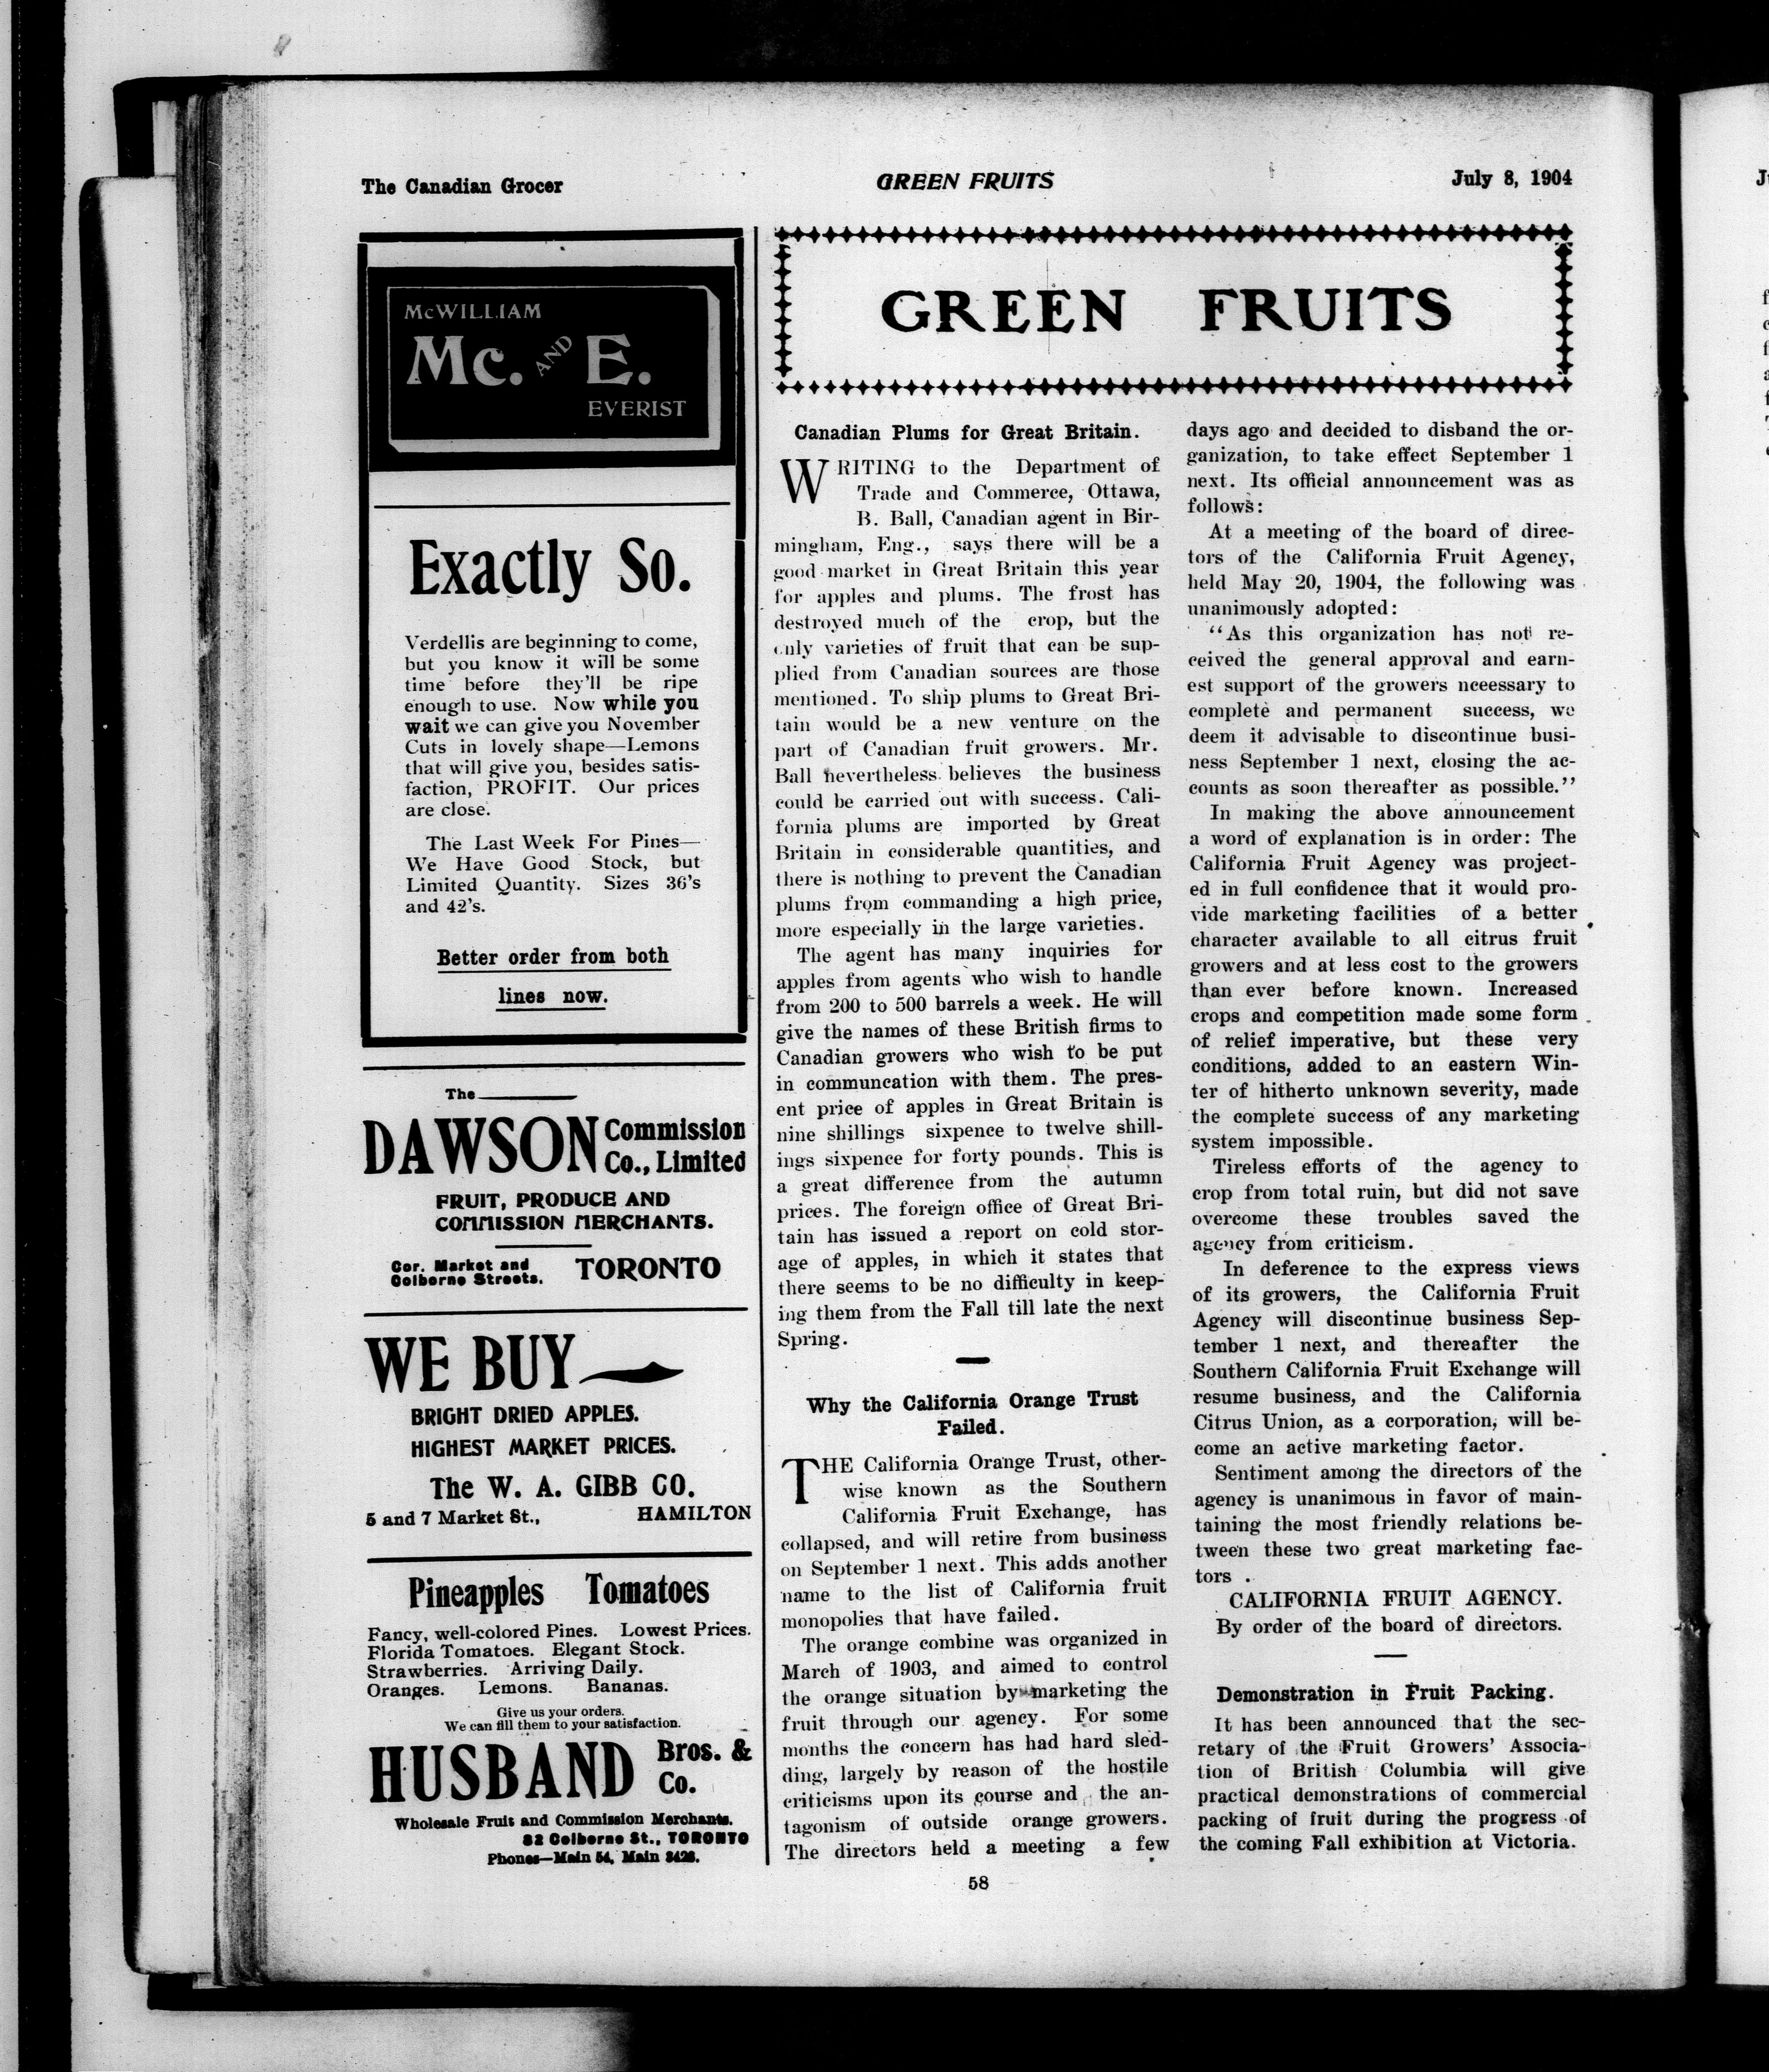 The Canadian Grocer
GREEN FRUITS
July 8, 1904
McWILLIAM
Mc. AND E.
EVERIST
Exactly So.
Verdellis are beginning to come,
but you know it will be some
time before they'll be ripe
enough to use. Now while you
wait we can give you November
Cuts in lovely shape—Lemons
that will give you, besides satis-
faction, PROFIT. Our prices
are close.
The Last Week For Pines—
We Have Good Stock, but
Limited Quantity. Sizes 36's
and 42's.
Better order from both
lines now.
The
DAWSON Commission
Co., Limited
FRUIT, PRODUCE AND
COMMISSION MERCHANTS.
Cor. Market and
Colborne Streets.
TORONTO
WE BUY
BRIGHT DRIED APPLES.
HIGHEST MARKET PRICES.
The W. A. GIBB CO.
5 and 7 Market St., HAMILTON
Pineapples Tomatoes
Fancy, well-colored Pines. Lowest Prices.
Florida Tomatoes. Elegant Stock.
Strawberries. Arriving Daily.
Oranges. Lemons. Bananas.
Give us your orders.
We can fill them to your satisfaction.
HUSBAND Bros. &
Co.
Wholesale Fruit and Commission Merchants.
82 Colborne St., TORONTO
Phones—Main 54, Main 3428.
GREEN FRUITS
Canadian Plums for Great Britain.
WRITING to the Department of
Trade and Commerce, Ottawa,
B. Ball, Canadian agent in Bir-
mingham, Eng., says there will be a
good market in Great Britain this year
for apples and plums. The frost has
destroyed much of the crop, but the
only varieties of fruit that can be sup-
plied from Canadian sources are those
mentioned. To ship plums to Great Bri-
tain would be a new venture on the
part of Canadian fruit growers. Mr.
Ball nevertheless believes the business
could be carried out with success. Cali-
fornia plums are imported by Great
Britain in considerable quantities, and
there is nothing to prevent the Canadian
plums from commanding a high price,
more especially in the large varieties.
The agent has many inquiries for
apples from agents who wish to handle
from 200 to 500 barrels a week. He will
give the names of these British firms to
Canadian growers who wish to be put
in communcation with them. The pres-
ent price of apples in Great Britain is
nine shillings sixpence to twelve shill-
ings sixpence for forty pounds. This is
a great difference from the autumn
prices. The foreign office of Great Bri-
tain has issued a report on cold stor-
age of apples, in which it states that
there seems to be no difficulty in keep-
ing them from the Fall till late the next
Spring.
Why the California Orange Trust
Failed.
THE California Orange Trust, other-
wise known as the Southern
California Fruit Exchange, has
collapsed, and will retire from business
on September 1 next. This adds another
name to the list of California fruit
monopolies that have failed.
The orange combine was organized in
March of 1903, and aimed to control
the orange situation by marketing the
fruit through our agency. For some
months the concern has had hard sled-
ding, largely by reason of the hostile
criticisms upon its course and the an-
tagonism of outside orange growers.
The directors held a meeting a few
days ago and decided to disband the or-
ganization, to take effect September 1
next. Its official announcement was as
follows:
At a meeting of the board of direc-
tors of the California Fruit Agency,
held May 20, 1904, the following was
unanimously adopted:
"As this organization has not re-
ceived the general approval and earn-
est support of the growers nceessary to
complete and permanent success, we
deem it advisable to discontinue busi-
ness September 1 next, closing the ac-
counts as soon thereafter as possible."
In making the above announcement
a word of explanation is in order: The
California Fruit Agency was project-
ed in full confidence that it would pro-
vide marketing facilities of a better
character available to all citrus fruit
growers and at less cost to the growers
than ever before known. Increased
crops and competition made some form
of relief imperative, but these very
conditions, added to an eastern Win-
ter of hitherto unknown severity, made
the complete success of any marketing
system impossible.
Tireless efforts of the agency to
crop from total ruin, but did not save
overcome these troubles saved the
agency from criticism.
In deference to the express views
of its growers, the California Fruit
Agency will discontinue business Sep-
tember 1 next, and thereafter the
Southern California Fruit Exchange will
resume business, and the California
Citrus Union, as a corporation, will be-
come an active marketing factor.
Sentiment among the directors of the
agency is unanimous in favor of main-
taining the most friendly relations be-
tween these two great marketing fac-
tors .
CALIFORNIA FRUIT AGENCY.
By order of the board of directors.
Demonstration in Fruit Packing.
It has been announced that the sec-
retary of the Fruit Growers' Associa-
tion of British Columbia will give
practical demonstrations of commercial
packing of fruit during the progress of
the coming Fall exhibition at Victoria.
58